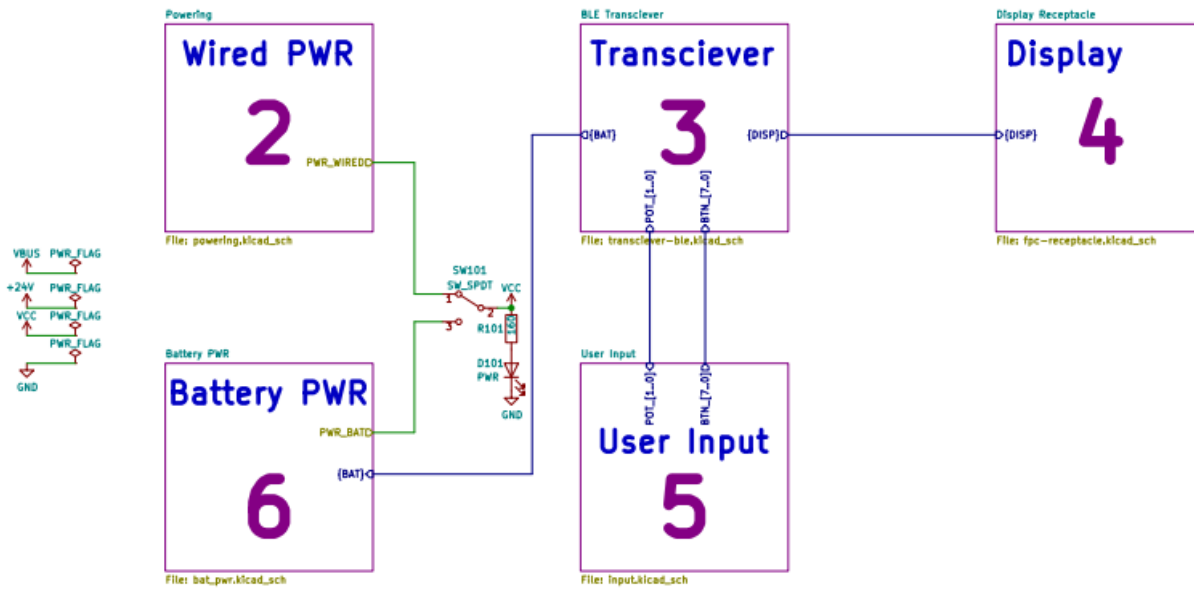 Powering
Wired PWR
2
PWR_WIRED
File: powering.kicad_sch
BLE Transciever
Transciever
3
{BAT}
{DISP}
POT_[1..0]
BTN_[7..0]
File: transciever-ble.kicad_sch
Display Receptacle
Display
4
{DISP}
File: fpc-receptacle.kicad_sch
VBUS
PWR_FLAG
+24V
PWR_FLAG
VCC
PWR_FLAG
PWR_FLAG
GND
SW101
SW_SPDT
1
2
3
VCC
R101
160
D101
PWR
GND
Battery PWR
Battery PWR
PWR_BAT
{BAT}
6
File: bat_pwr.kicad_sch
User Input
POT_[1..0]
BTN_[7..0]
User Input
5
File: input.kicad_sch